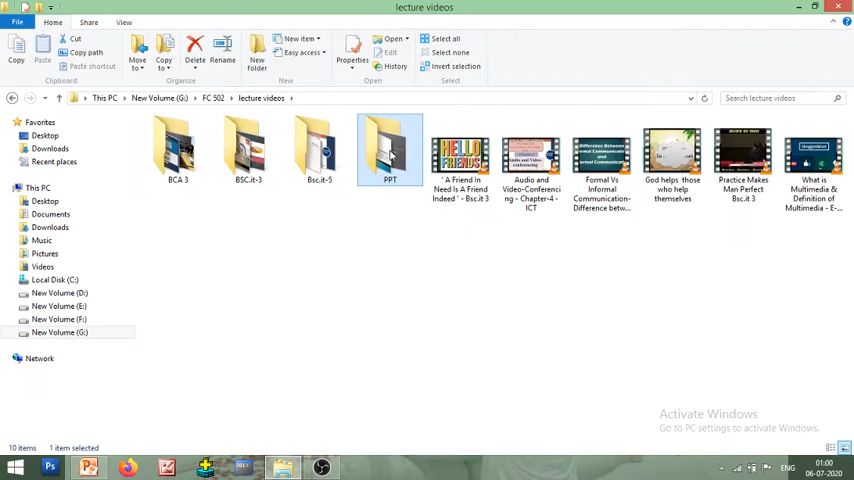 lecture videos
File
Home
Share
View
Copy
Paste
Cut
Copy path
Paste shortcut
Clipboard
Move to
Copy to
Delete
Rename
Organize
New folder
New item
Easy access
New
Properties
Open
Edit
History
Open
Select all
Select none
Invert selection
Select
This PC
New Volume (G:)
FC 502
lecture videos
Search lecture videos
Favorites
Desktop
Downloads
Recent places
This PC
Desktop
Documents
Downloads
Music
Pictures
Videos
Local Disk (C:)
New Volume (D:)
New Volume (E:)
New Volume (F:)
New Volume (G:)
Network
BCA 3
BSC.it-3
Bsc.it-5
PPT
HELLO
FRIENDS
' A Friend In
Need Is A Friend
Indeed ' - Bsc.it 3
Audio and
Video-Conferenci
ng - Chapter-4 -
ICT
Formal Vs
Informal
Communication-
Difference betw...
God helps those
who help
themselves
Practice Makes
Man Perfect
Bsc.it 3
What is
Multimedia &
Definition of
Multimedia - E-...
Activate Windows
Go to PC settings to activate Windows.
10 items
1 item selected
Ps
ENG
01:00
06-07-2020